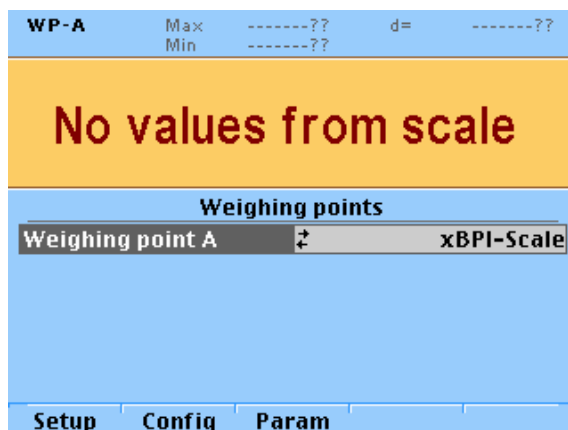 WP-A Max -------?? d= -------??
Min -------??
No values from scale
Weighing points
Weighing point A xBPI-Scale
Setup Config Param